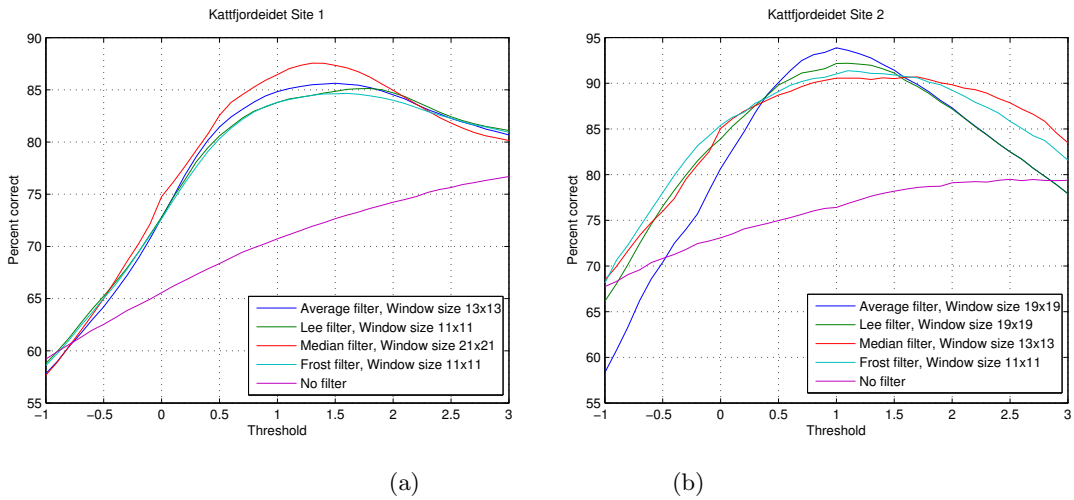 Kattfjordeidet Site 1
Percent correct
90
85
80
75
70
65
60
55
−1
−0.5
0
0.5
1
1.5
2
2.5
3
Threshold
Average filter, Window size 13x13
Lee filter, Window size 11x11
Median filter, Window size 21x21
Frost filter, Window size 11x11
No filter
(a)
Kattfjordeidet Site 2
Percent correct
95
90
85
80
75
70
65
60
55
−1
−0.5
0
0.5
1
1.5
2
2.5
3
Threshold
Average filter, Window size 19x19
Lee filter, Window size 19x19
Median filter, Window size 13x13
Frost filter, Window size 11x11
No filter
(b)